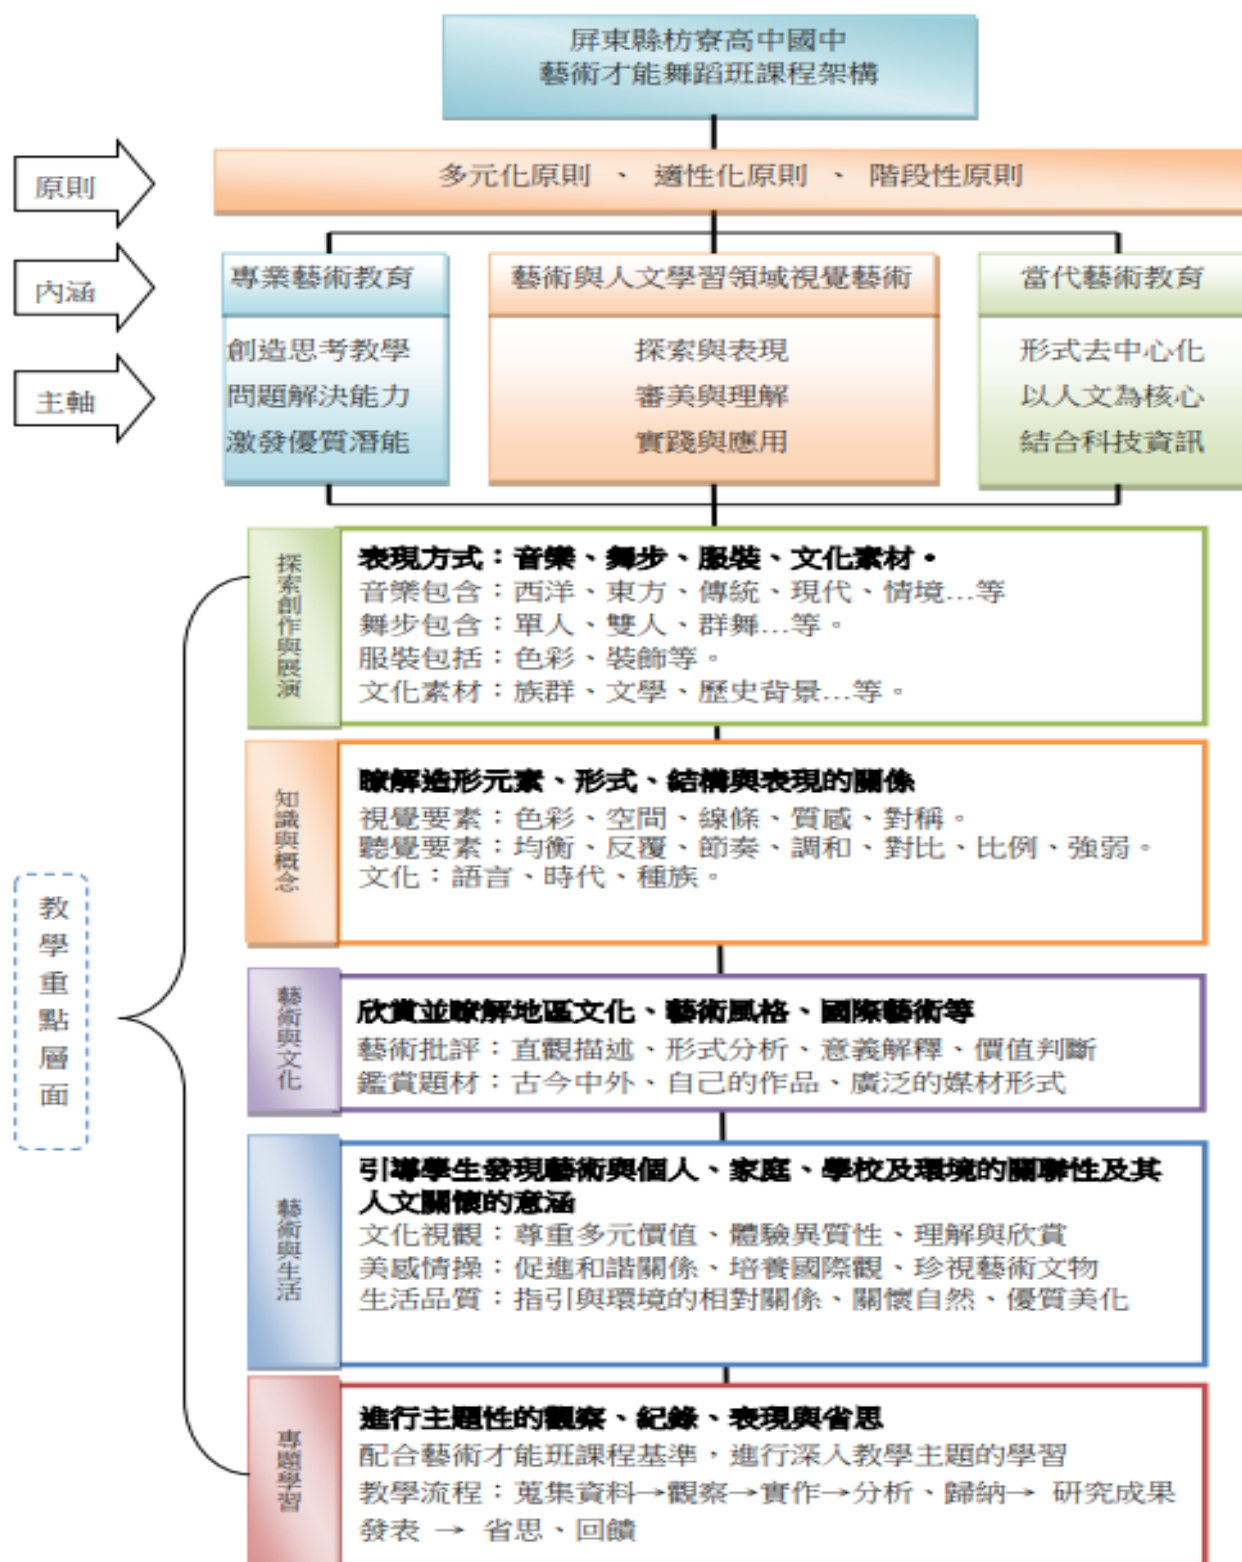 屏東縣枋寮高中國中
藝術才能舞蹈班課程架構
原則
多元化原則 、 適性化原則 、 階段性原則
內涵
專業藝術教育
藝術與人文學習領域視覺藝術
當代藝術教育
主軸
創造思考教學
問題解決能力
激發優質潛能
探索與表現
審美與理解
實踐與應用
形式去中心化
以人文為核心
結合科技資訊
教學重點層面
探索創作與展演
表現方式：音樂、舞步、服裝、文化素材。
音樂包含：西洋、東方、傳統、現代、情境…等
舞步包含：單人、雙人、群舞…等。
服裝包括：色彩、裝飾等。
文化素材：族群、文學、歷史背景…等。
知識與概念
瞭解造形元素、形式、結構與表現的關係
視覺要素：色彩、空間、線條、質感、對稱。
聽覺要素：均衡、反覆、節奏、調和、對比、比例、強弱。
文化：語言、時代、種族。
藝術與文化
欣賞並瞭解地區文化、藝術風格、國際藝術等
藝術批評：直觀描述、形式分析、意義解釋、價值判斷
鑑賞題材：古今中外、自己的作品、廣泛的媒材形式
藝術與生活
引導學生發現藝術與個人、家庭、學校及環境的關聯性及其
人文關懷的意涵
文化視觀：尊重多元價值、體驗異質性、理解與欣賞
美感情操：促進和諧關係、培養國際觀、珍視藝術文物
生活品質：指引與環境的相對關係、關懷自然、優質美化
專題學習
進行主題性的觀察、紀錄、表現與省思
配合藝術才能班課程基準，進行深入教學主題的學習
教學流程：蒐集資料→觀察→實作→分析、歸納→ 研究成果
發表 → 省思、回饋